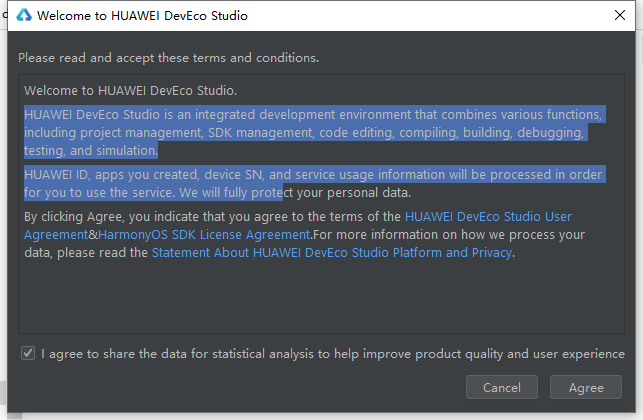 Welcome to HUAWEI DevEco Studio
Please read and accept these terms and conditions.
Welcome to HUAWEI DevEco Studio.
HUAWEI DevEco Studio is an integrated development environment that combines various functions,
including project management, SDK management, code editing, compiling, building, debugging,
testing, and simulation.
HUAWEI ID, apps you created, device SN, and service usage information will be processed in order
for you to use the service. We will fully protect your personal data.
By clicking Agree, you indicate that you agree to the terms of the HUAWEI DevEco Studio User
Agreement&HarmonyOS SDK License Agreement.For more information on how we process your
data, please read the Statement About HUAWEI DevEco Studio Platform and Privacy.
I agree to share the data for statistical analysis to help improve product quality and user experience
Cancel
Agree